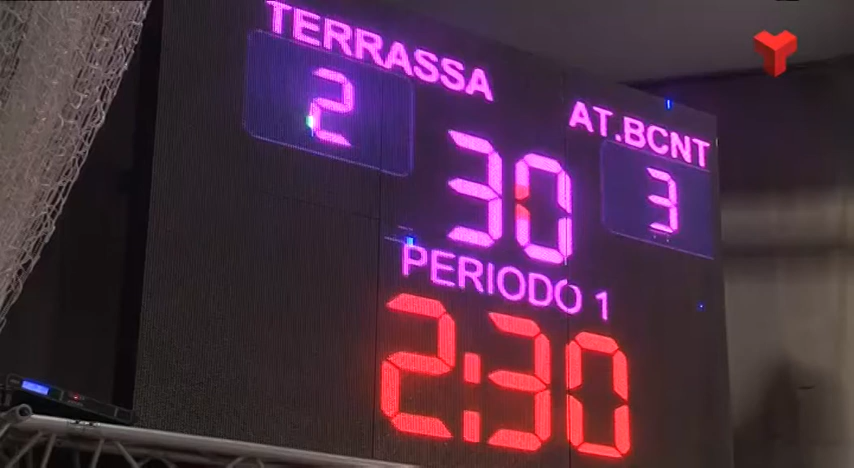 TERRASSA
AT.BCNT
2
30
3
PERIODO 1
2:30